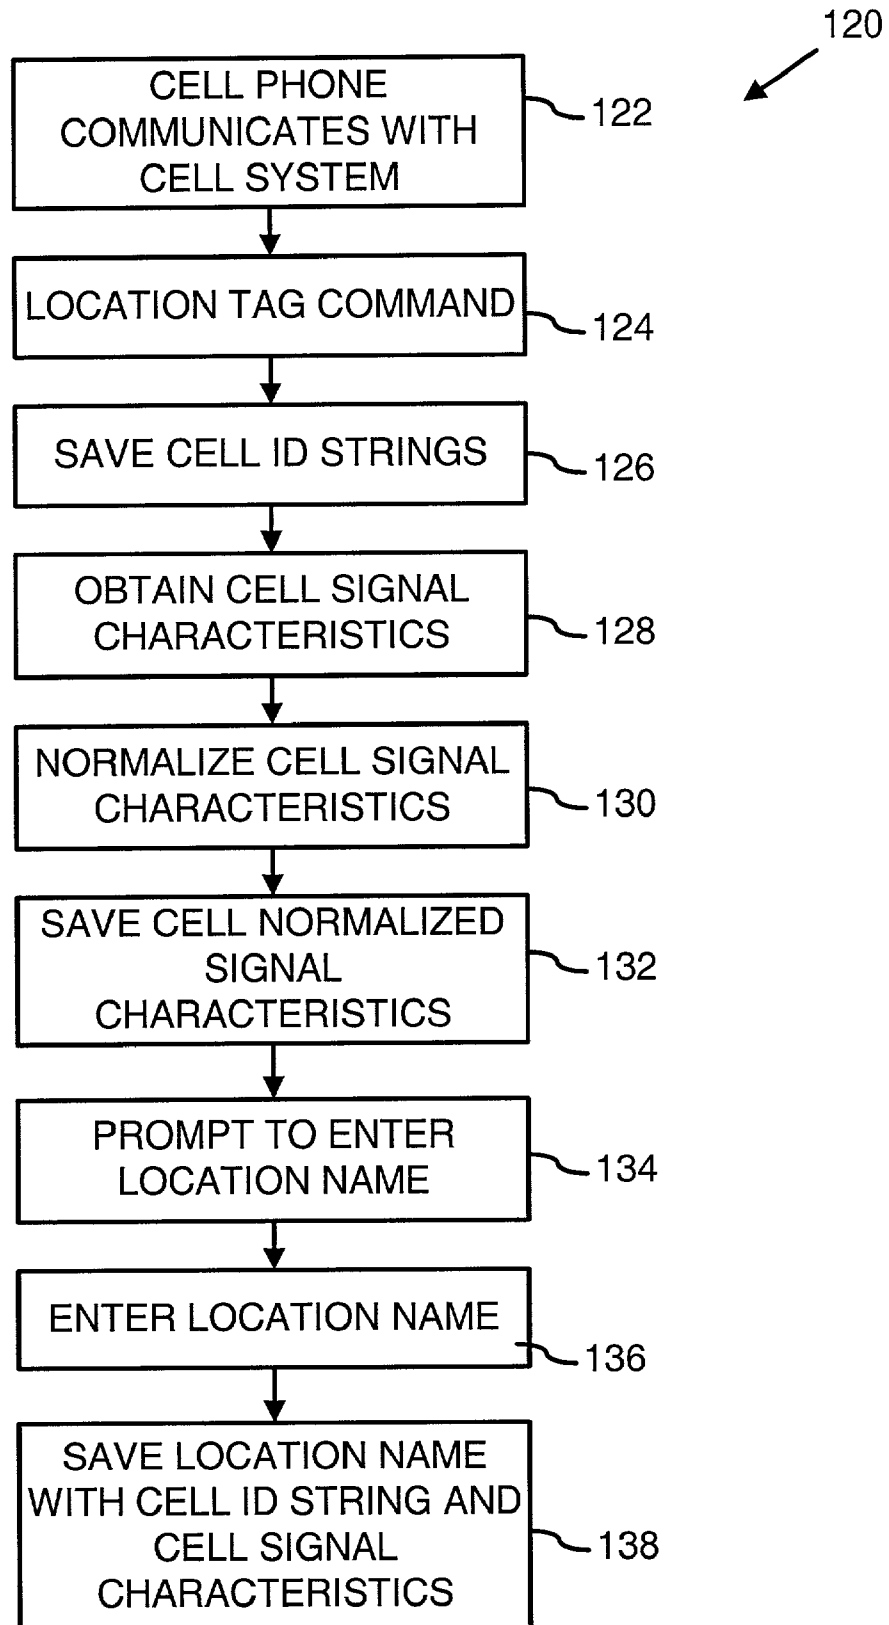 120
CELL PHONE
COMMUNICATES WITH
CELL SYSTEM
122
LOCATION TAG COMMAND
124
SAVE CELL ID STRINGS
126
OBTAIN CELL SIGNAL
CHARACTERISTICS
128
NORMALIZE CELL SIGNAL
CHARACTERISTICS
130
SAVE CELL NORMALIZED
SIGNAL
CHARACTERISTICS
132
PROMPT TO ENTER
LOCATION NAME
134
ENTER LOCATION NAME
136
SAVE LOCATION NAME
WITH CELL ID STRING AND
CELL SIGNAL
CHARACTERISTICS
138